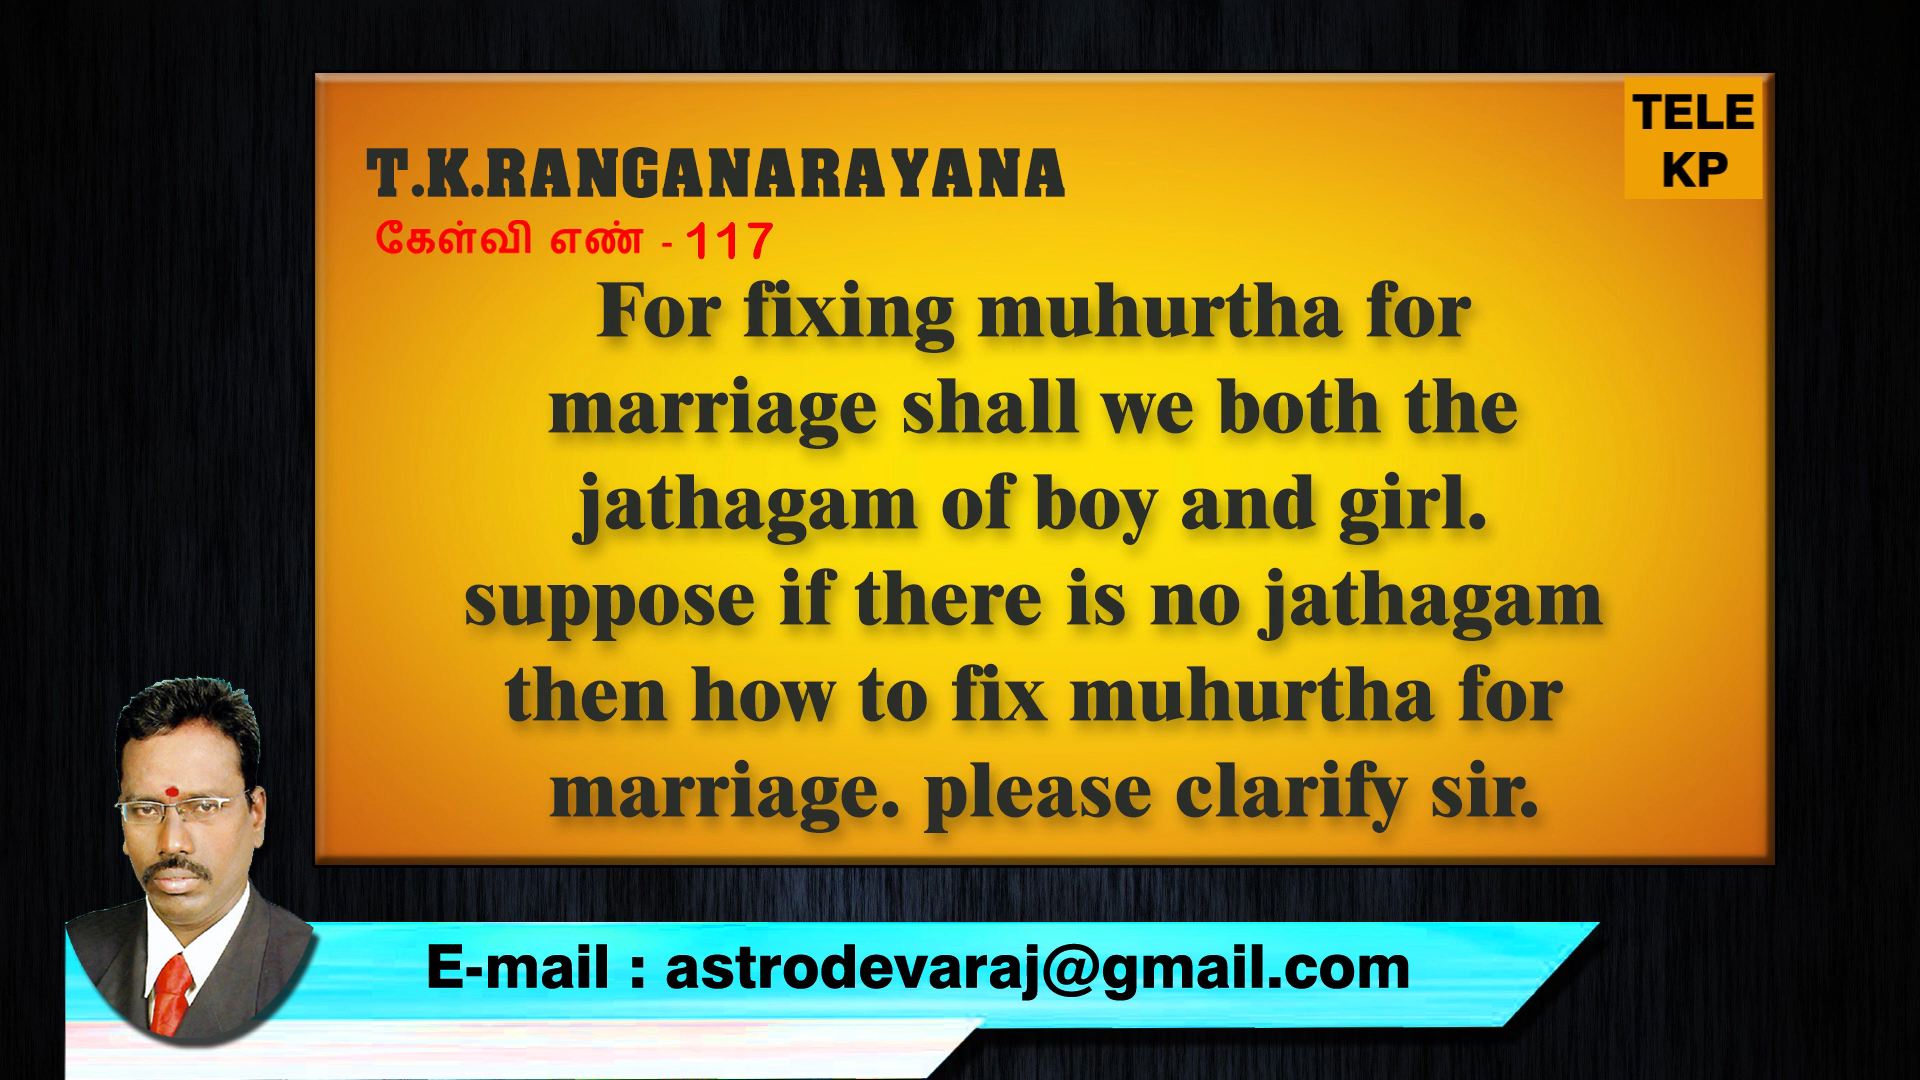 TELE
KP
T.K.RANGANARAYANA
கேள்வி எண் - 117
For fixing muhurtha for
marriage shall we both the
jathagam of boy and girl.
suppose if there is no jathagam
then how to fix muhurtha for
marriage. please clarify sir.
E-mail : astrodevaraj@gmail.com